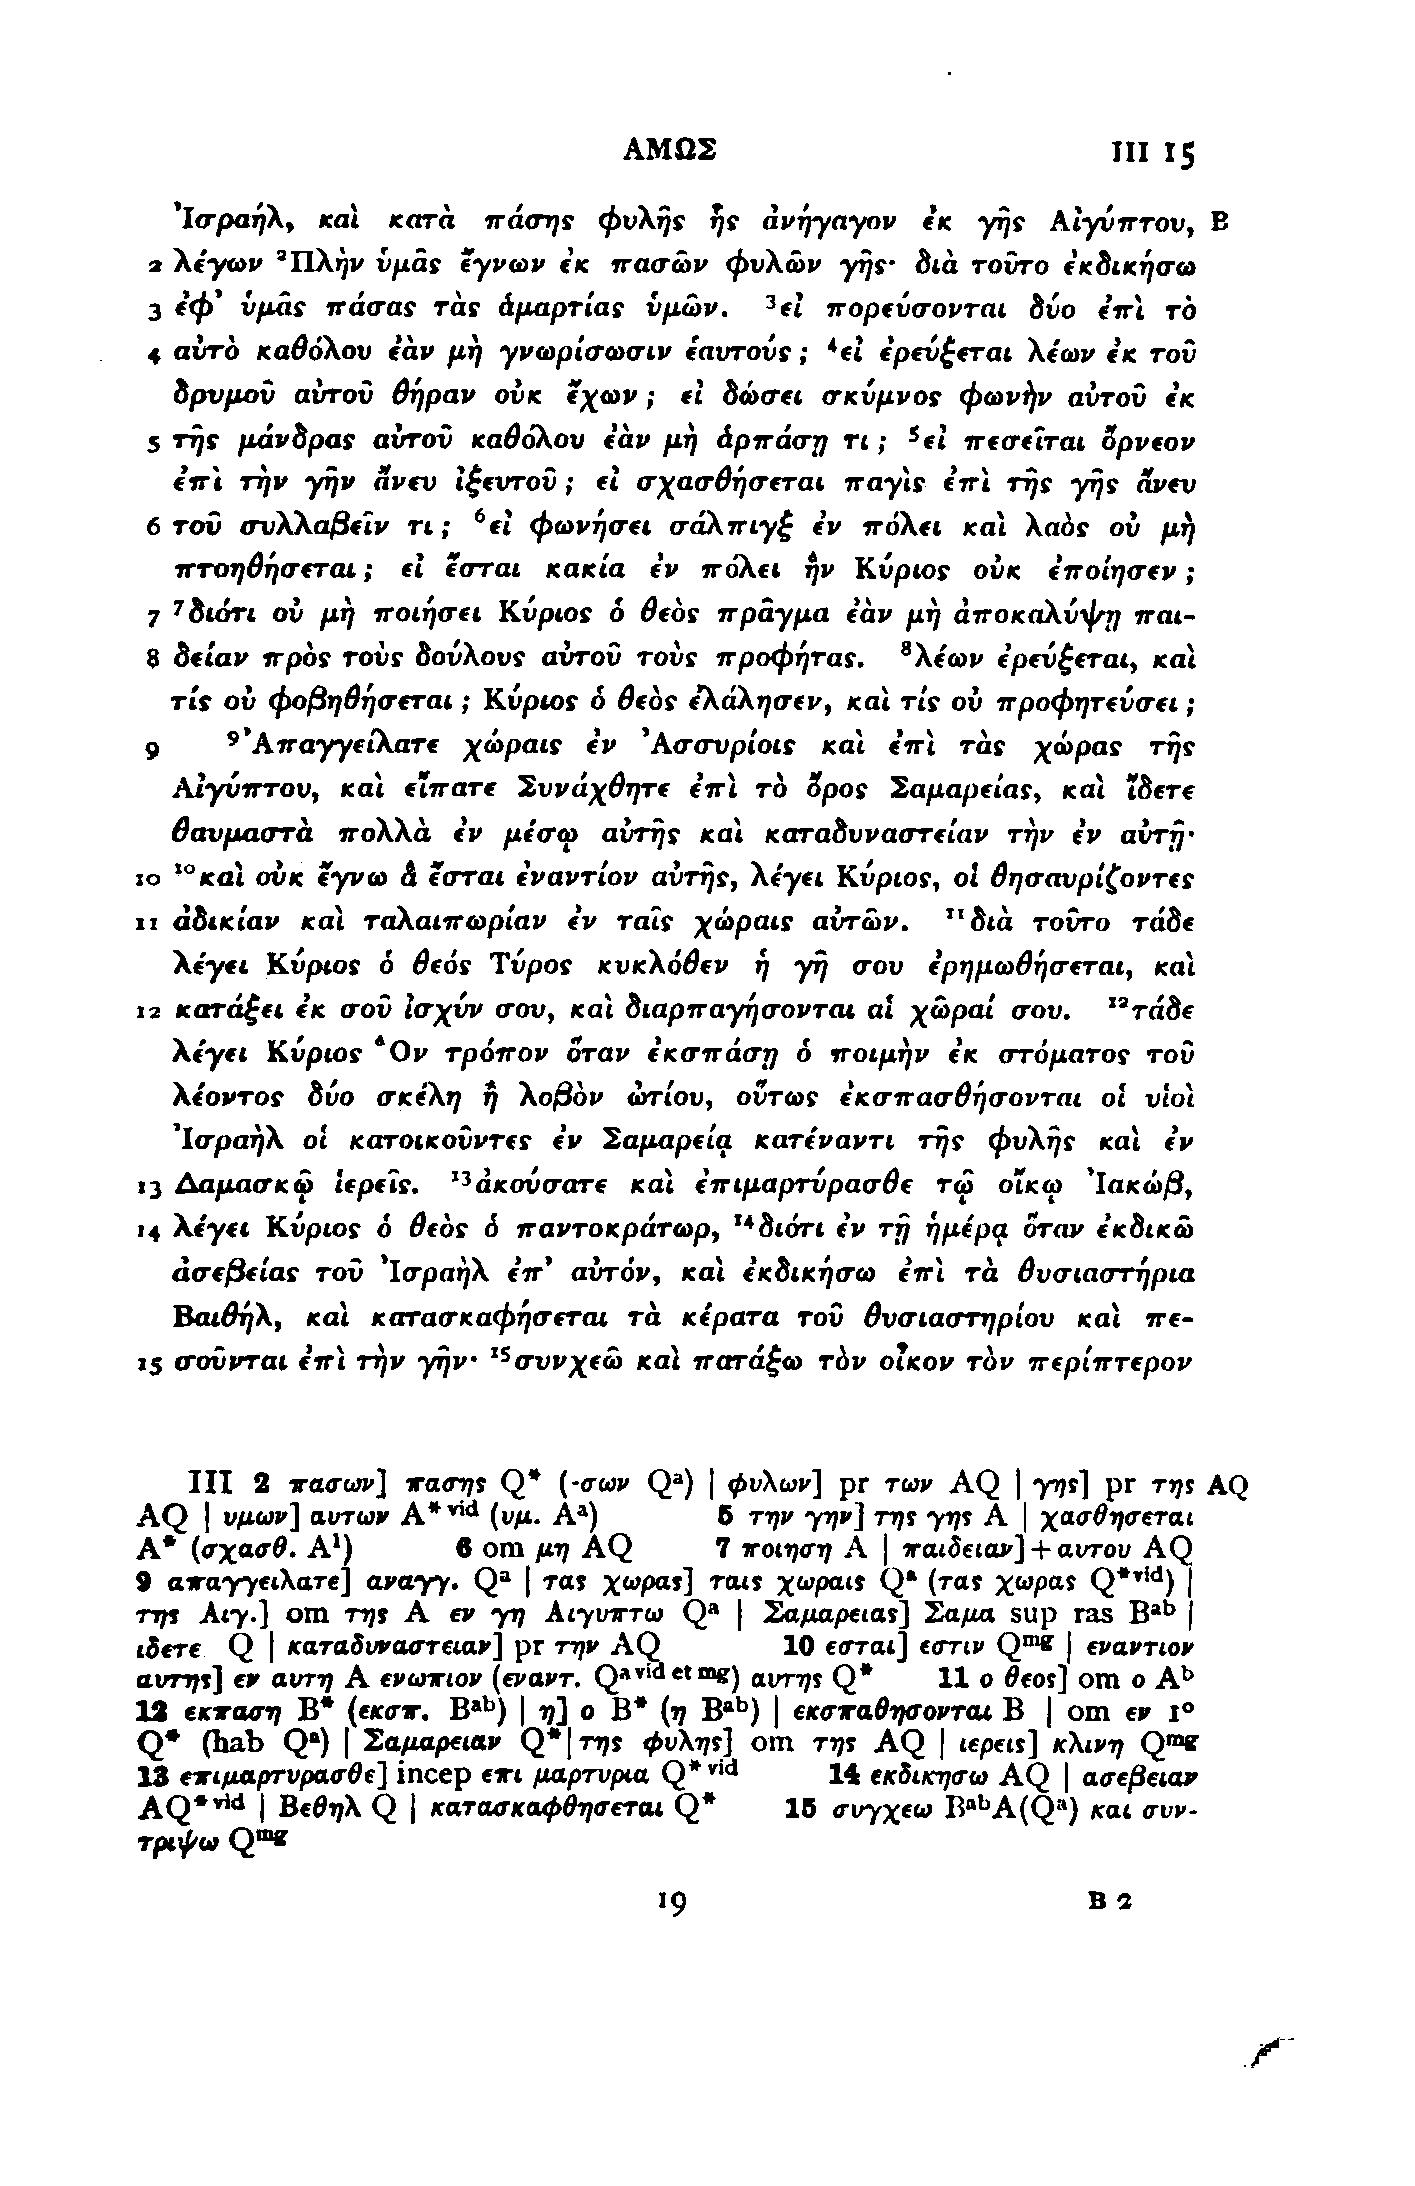 ΑΜΩΣ III 15
Ἰσραήλ, καὶ κατὰ πάσης φυλῆς ἧς ἀνήγαγον ἐκ γῆς Αἰγύπτου, B
2 λέγων ²Πλὴν ὑμᾶς ἔγνων ἐκ πασῶν φυλῶν γῆς· διὰ τοῦτο ἐκδικήσω
3 ἐφ᾽ ὑμᾶς πάσας τὰς ἁμαρτίας ὑμῶν. ³εἰ πορεύσονται δύο ἐπὶ τὸ
4 αὐτὸ καθόλου ἐὰν μὴ γνωρίσωσιν ἑαυτούς; ⁴εἰ ἐρεύξεται λέων ἐκ τοῦ
δρυμοῦ αὐτοῦ θήραν οὐκ ἔχων; εἰ δώσει σκύμνος φωνὴν αὐτοῦ ἐκ
5 τῆς μάνδρας αὐτοῦ καθόλου ἐὰν μὴ ἁρπάσῃ τι; ⁵εἰ πεσεῖται ὄρνεον
ἐπὶ τὴν γῆν ἄνευ ἰξευτοῦ; εἰ σχασθήσεται παγὶς ἐπὶ τῆς γῆς ἄνευ
6 τοῦ συλλαβεῖν τι; ⁶εἰ φωνήσει σάλπιγξ ἐν πόλει καὶ λαὸς οὐ μὴ
πτοηθήσεται; εἰ ἔσται κακία ἐν πόλει ἣν Κύριος οὐκ ἐποίησεν;
7 ⁷διότι οὐ μὴ ποιήσει Κύριος ὁ θεὸς πρᾶγμα ἐὰν μὴ ἀποκαλύψῃ παι-
8 δείαν πρὸς τοὺς δούλους αὐτοῦ τοὺς προφήτας. ⁸λέων ἐρεύξεται, καὶ
τίς οὐ φοβηθήσεται; Κύριος ὁ θεὸς ἐλάλησεν, καὶ τίς οὐ προφητεύσει;
9 ⁹Ἀπαγγείλατε χώραις ἐν Ἀσσυρίοις καὶ ἐπὶ τὰς χώρας τῆς
Αἰγύπτου, καὶ εἴπατε Συνάχθητε ἐπὶ τὸ ὄρος Σαμαρείας, καὶ ἴδετε
θαυμαστὰ πολλὰ ἐν μέσῳ αὐτῆς καὶ καταδυναστείαν τὴν ἐν αὐτῇ·
10 ¹⁰καὶ οὐκ ἔγνω ἃ ἔσται ἐναντίον αὐτῆς, λέγει Κύριος, οἱ θησαυρίζοντες
11 ἀδικίαν καὶ ταλαιπωρίαν ἐν ταῖς χώραις αὐτῶν. ¹¹διὰ τοῦτο τάδε
λέγει Κύριος ὁ θεός Τύρος κυκλόθεν ἡ γῆ σου ἐρημωθήσεται, καὶ
12 κατάξει ἐκ σοῦ ἰσχύν σου, καὶ διαρπαγήσονται αἱ χῶραί σου. ¹²τάδε
λέγει Κύριος Ὃν τρόπον ὅταν ἐκσπάσῃ ὁ ποιμὴν ἐκ στόματος τοῦ
λέοντος δύο σκέλη ἢ λοβὸν ὠτίου, οὕτως ἐκσπασθήσονται οἱ υἱοὶ
Ἰσραὴλ οἱ κατοικοῦντες ἐν Σαμαρείᾳ κατέναντι τῆς φυλῆς καὶ ἐν
13 Δαμασκῷ ἱερεῖς. ¹³ἀκούσατε καὶ ἐπιμαρτύρασθε τῷ οἴκῳ Ἰακώβ,
14 λέγει Κύριος ὁ θεὸς ὁ παντοκράτωρ, ¹⁴διότι ἐν τῇ ἡμέρᾳ ὅταν ἐκδικῶ
ἀσεβείας τοῦ Ἰσραὴλ ἐπ᾽ αὐτόν, καὶ ἐκδικήσω ἐπὶ τὰ θυσιαστήρια
Βαιθήλ, καὶ κατασκαφήσεται τὰ κέρατα τοῦ θυσιαστηρίου καὶ πε-
15 σοῦνται ἐπὶ τὴν γῆν· ¹⁵συνχεῶ καὶ πατάξω τὸν οἶκον τὸν περίπτερον
III 2 πασων] πασης Q* (-σων Qᵃ) | φυλων] pr των AQ | γης] pr της AQ
AQ | υμων] αυτων A* ᵛⁱᵈ (υμ. Aᵃ) 5 την γην] της γης A | χασθησεται
A* (σχασθ. A¹) 6 om μη AQ 7 ποιηση A | παιδειαν] + αυτου AQ
9 απαγγειλατε] αναγγ. Qᵃ | τας χωρας] ταις χωραις Qᵃ (τας χωρας Q*ᵛⁱᵈ) |
της Αιγ.] om της A εν γη Αιγυπτω Qᵃ | Σαμαρειας] Σαμα sup ras Bᵃᵇ |
ιδετε Q | καταδυναστειαν] pr την AQ 10 εσται] εστιν Qᵐᵍ | εναντιον
αυτης] εν αυτη A ενωπιον (εναντ. Qᵃ ᵛⁱᵈ ᵉᵗ ᵐᵍ) αυτης Q* 11 ο θεος] om ο Aᵇ
12 εκπαση B* (εκσπ. Bᵃᵇ) | η] ο B* (η Bᵃᵇ) | εκσπαθησονται B | om εν 1°
Q* (hab Qᵃ) | Σαμαρειαν Q* | της φυλης] om της AQ | ιερεις] κλινη Qᵐᵍ
13 επιμαρτυρασθε] incep επι μαρτυρια Q* ᵛⁱᵈ 14 εκδικησω AQ | ασεβειαν
AQ*ᵛⁱᵈ | Βεθηλ Q | κατασκαφθησεται Q* 15 συγχεω BᵃᵇA(Qᵃ) και συν-
τριψω Qᵐᵍ
19 B 2